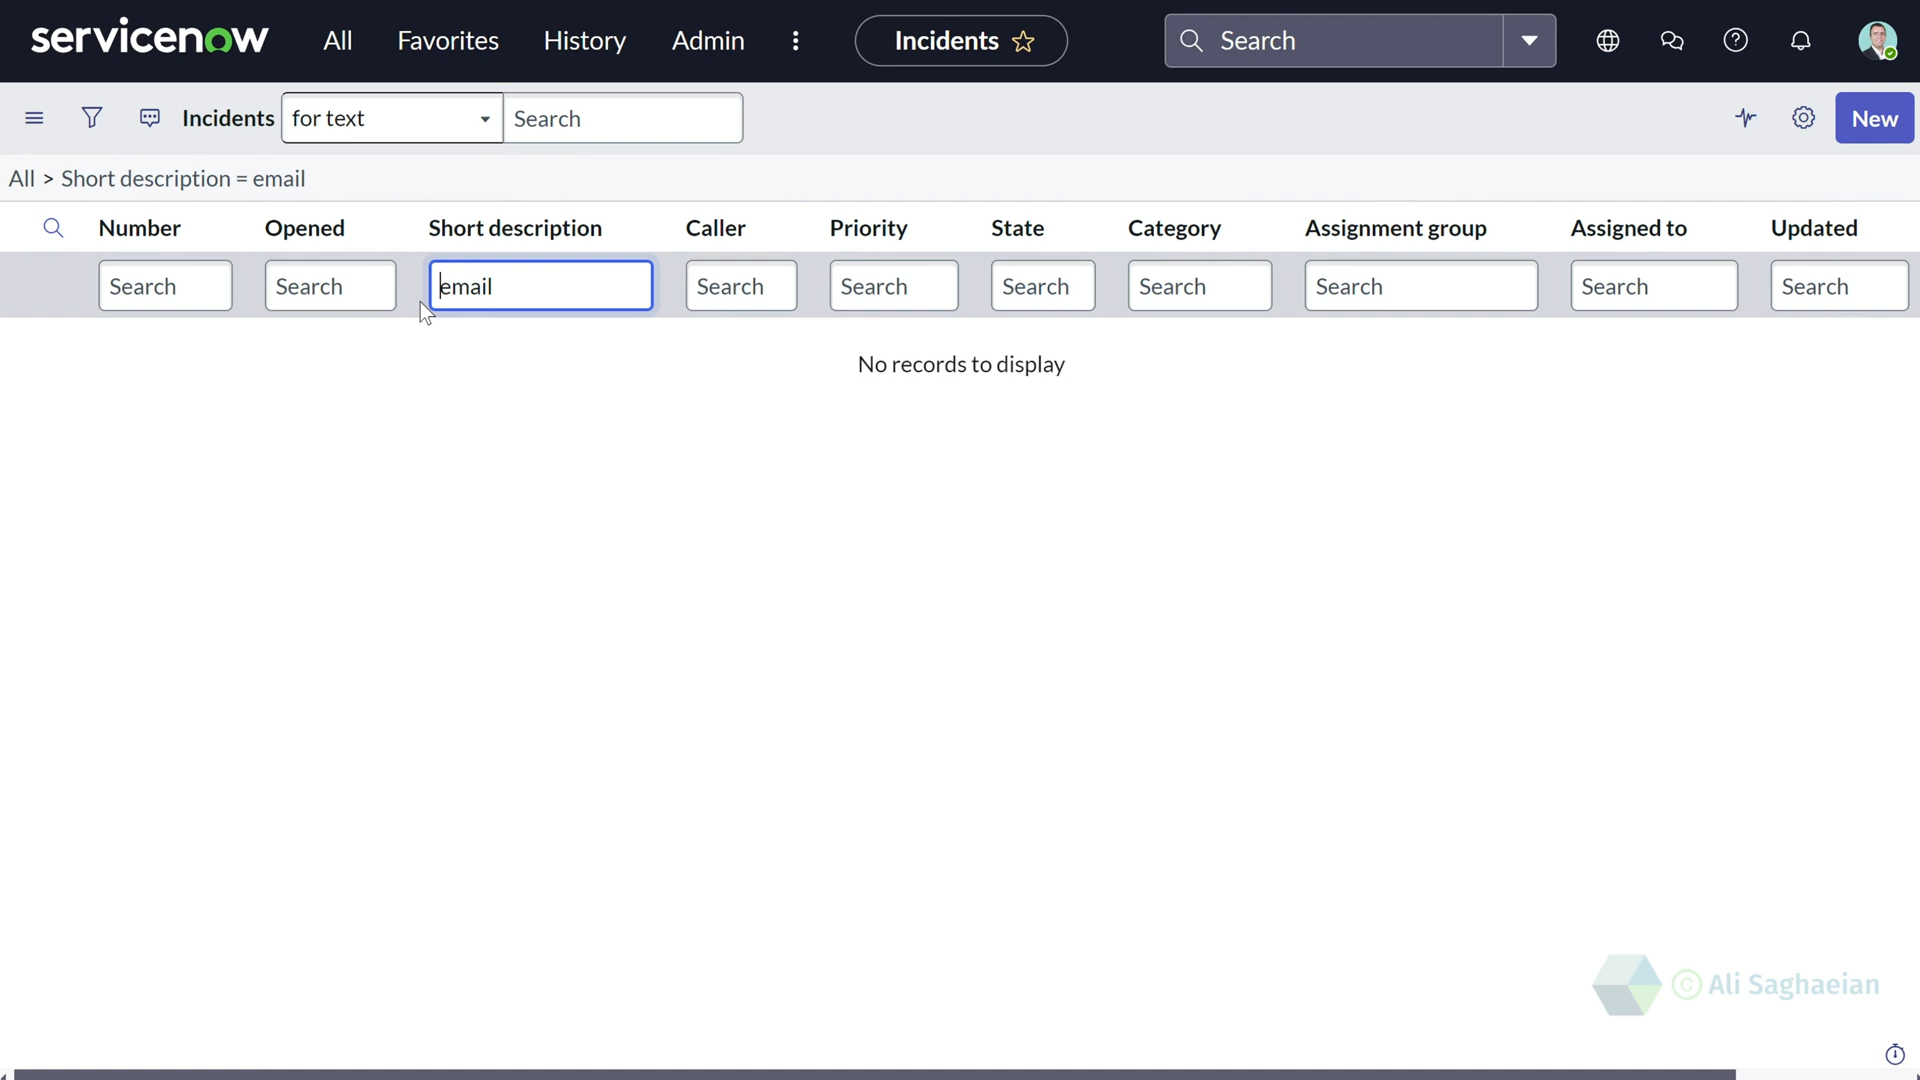 servicenow All Favorites History Admin Incidents Search
Incidents for text Search New
All > Short description = email
Number Opened Short description Caller Priority State Category Assignment group Assigned to Updated
Search Search email Search Search Search Search Search Search Search
No records to display
© Ali Saghaeian